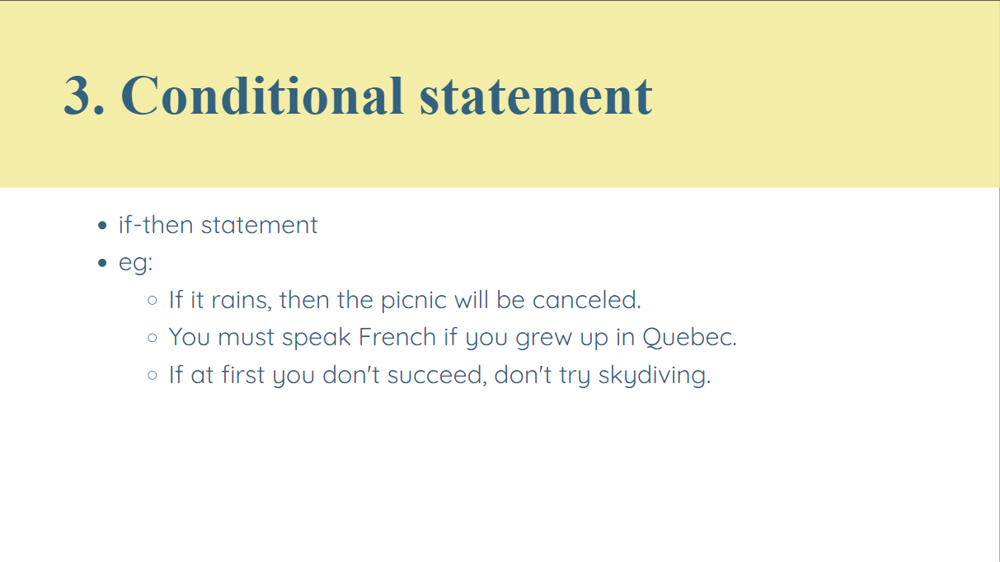 3. Conditional statement
• if-then statement
• eg:
○ If it rains, then the picnic will be canceled.
○ You must speak French if you grew up in Quebec.
○ If at first you don't succeed, don't try skydiving.